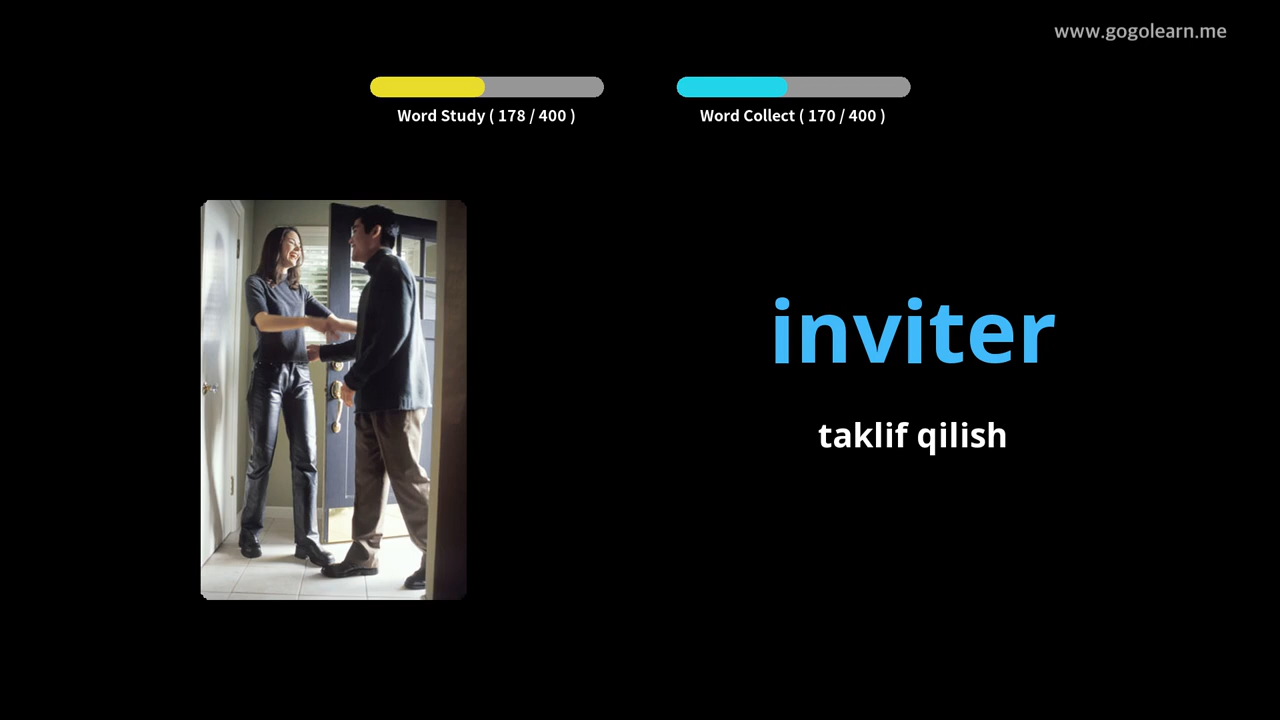 www.gogolearn.me
Word Study ( 178 / 400 )
Word Collect ( 170 / 400 )
inviter
taklif qilish